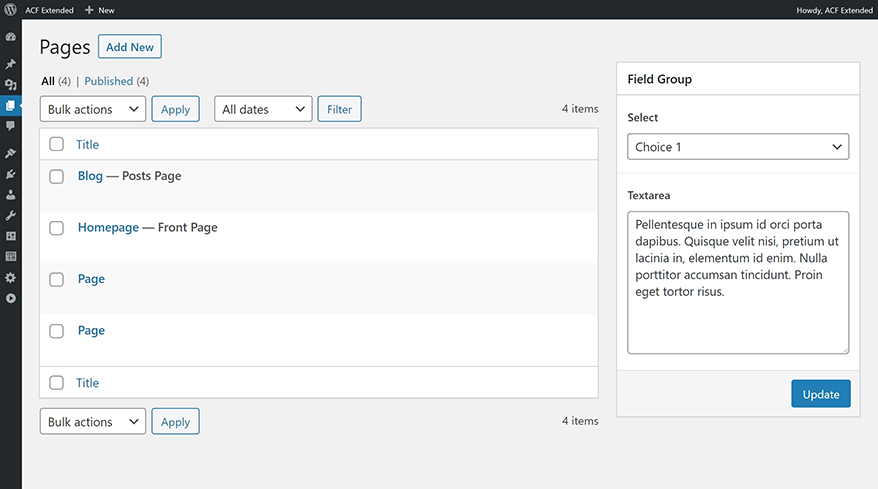 ACF Extended New Howdy, ACF Extended
Pages Add New
All (4) | Published (4)
Bulk actions Apply All dates Filter 4 items
Title
Blog — Posts Page
Homepage — Front Page
Page
Page
Title
Bulk actions Apply 4 items
Field Group
Select
Choice 1
Textarea
Pellentesque in ipsum id orci porta
dapibus. Quisque velit nisi, pretium ut
lacinia in, elementum id enim. Nulla
porttitor accumsan tincidunt. Proin
eget tortor risus.
Update